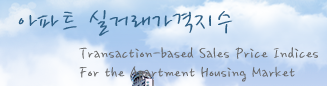 아파트 실거래가격지수
Transaction-based Sales Price Indices
For the Apartment Housing Market